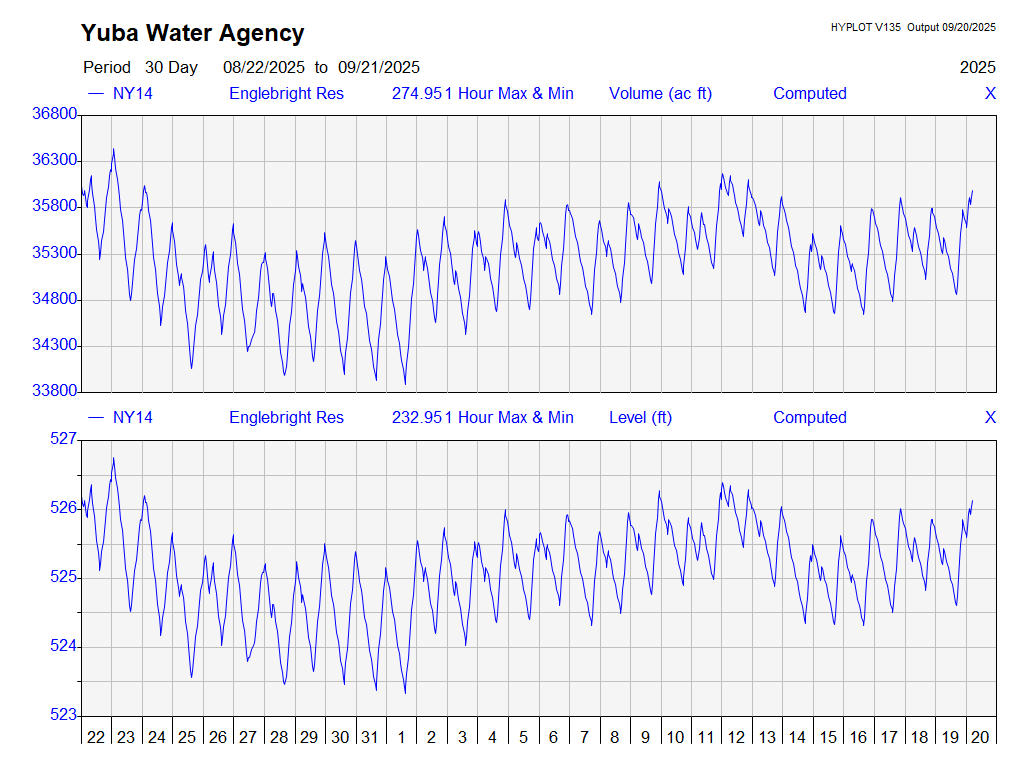 Yuba Water Agency
HYPLOT V135 Output 09/20/2025
Period 30 Day 08/22/2025 to 09/21/2025 2025
NY14 Englebright Res 274.951 Hour Max & Min Volume (ac ft) Computed X
36800
36300
35800
35300
34800
34300
33800
NY14 Englebright Res 232.951 Hour Max & Min Level (ft) Computed X
527
526
525
524
523
22 23 24 25 26 27 28 29 30 31 1 2 3 4 5 6 7 8 9 10 11 12 13 14 15 16 17 18 19 20